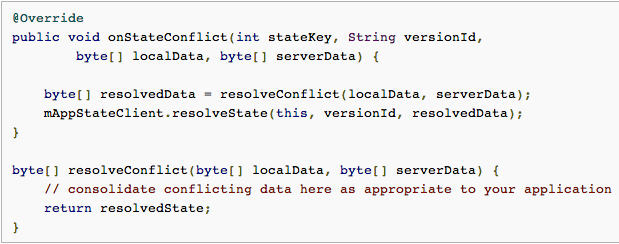 @Override
public void onStateConflict(int stateKey, String versionId,
        byte[] localData, byte[] serverData) {

    byte[] resolvedData = resolveConflict(localData, serverData);
    mAppStateClient.resolveState(this, versionId, resolvedData);
}

byte[] resolveConflict(byte[] localData, byte[] serverData) {
    // consolidate conflicting data here as appropriate to your application
    return resolvedState;
}